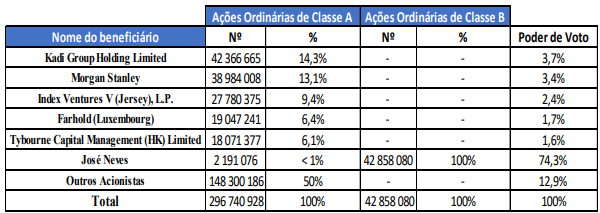 Ações Ordinárias de Classe A Ações Ordinárias de Classe B
Nome do beneficiário Nº % Nº % Poder de Voto
Kadi Group Holding Limited 42 366 665 14,3% - - 3,7%
Morgan Stanley 38 984 008 13,1% - - 3,4%
Index Ventures V (Jersey), L.P. 27 780 375 9,4% - - 2,4%
Farhold (Luxembourg) 19 047 241 6,4% - - 1,7%
Tybourne Capital Management (HK) Limited 18 071 377 6,1% - - 1,6%
José Neves 2 191 076 < 1% 42 858 080 100% 74,3%
Outros Acionistas 148 300 186 50% 12,9%
Total 296 740 928 100% 42 858 080 100% 100%